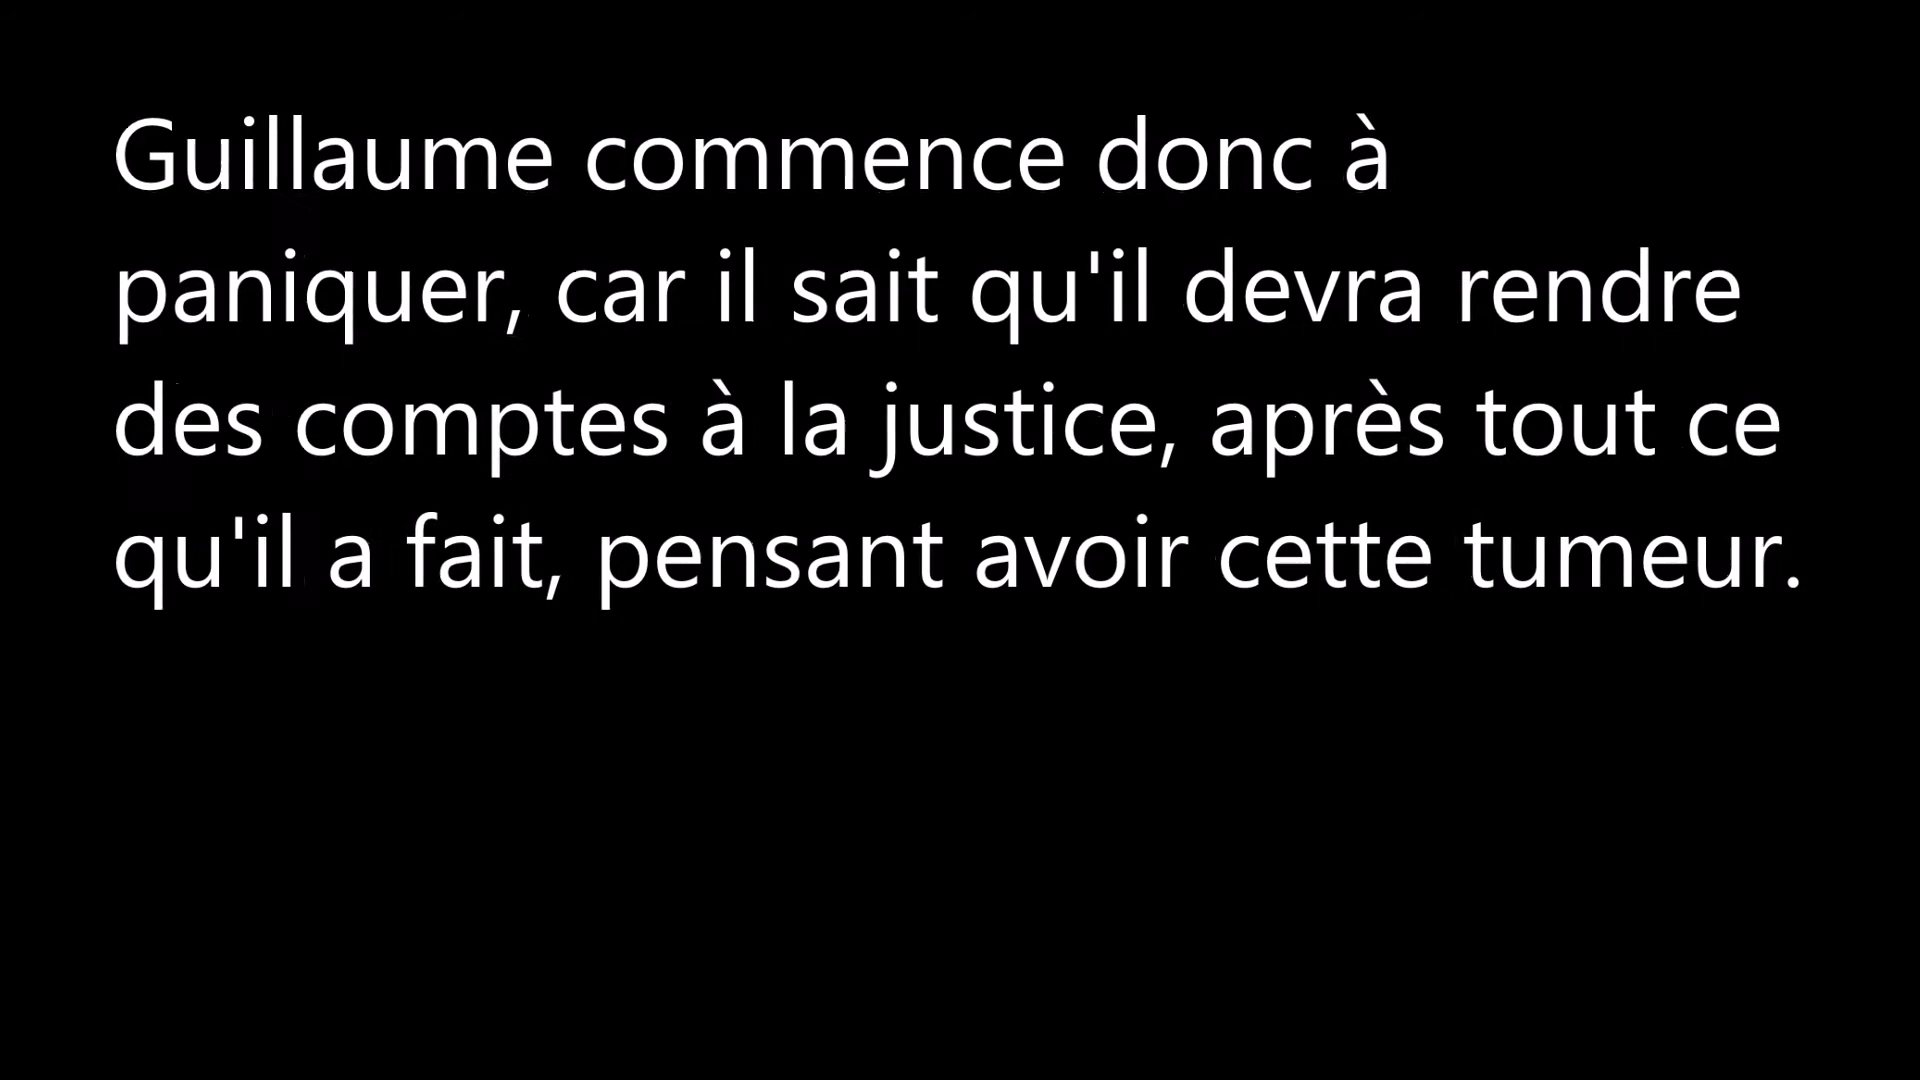 Guillaume commence donc à
paniquer, car il sait qu'il devra rendre
des comptes à la justice, après tout ce
qu'il a fait, pensant avoir cette tumeur.